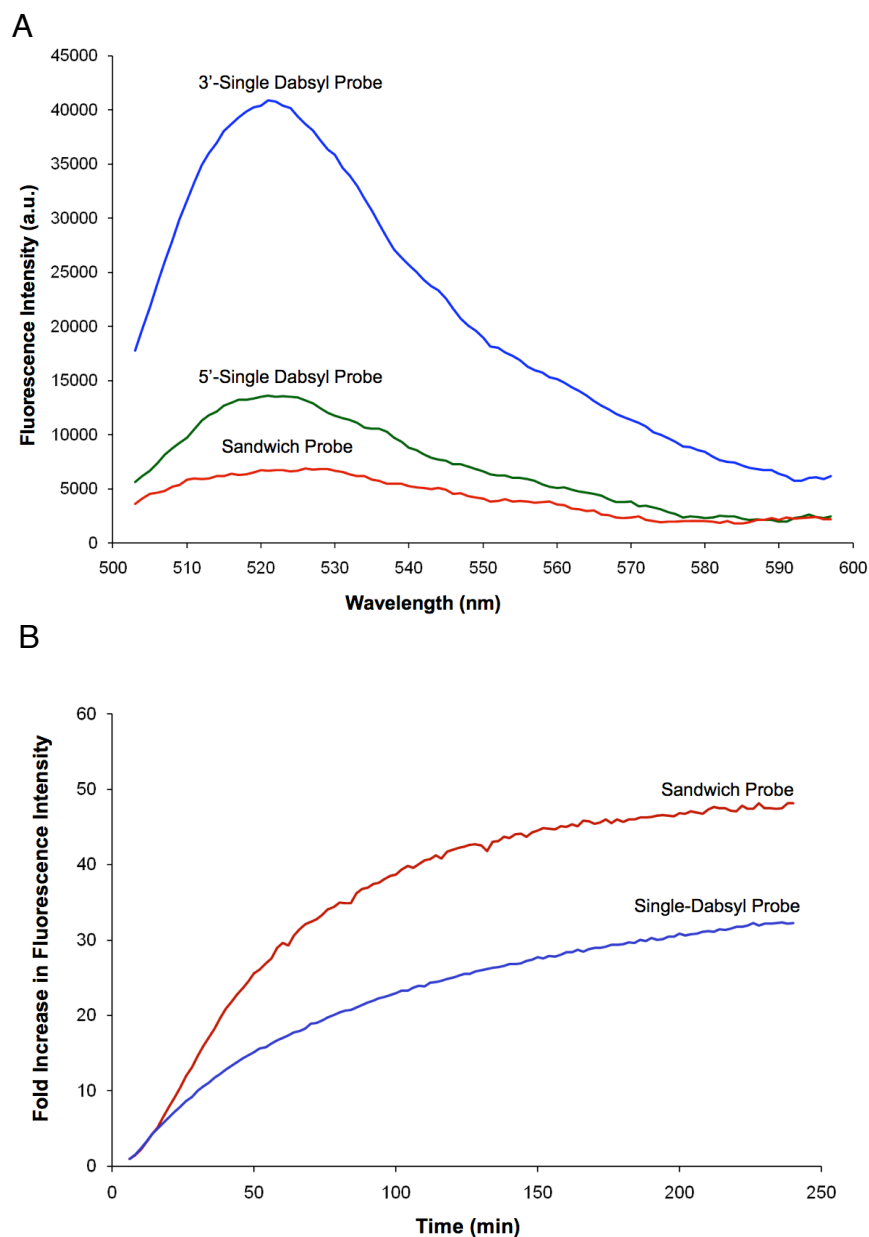 A
45000
40000
35000
30000
25000
20000
15000
10000
5000
0
Fluorescence Intensity (a.u.)
3’-Single Dabsyl Probe
5’-Single Dabsyl Probe
Sandwich Probe
500 510 520 530 540 550 560 570 580 590 600
Wavelength (nm)
B
60
50
40
30
20
10
0
Fold Increase in Fluorescence Intensity
Sandwich Probe
Single-Dabsyl Probe
0 50 100 150 200 250
Time (min)